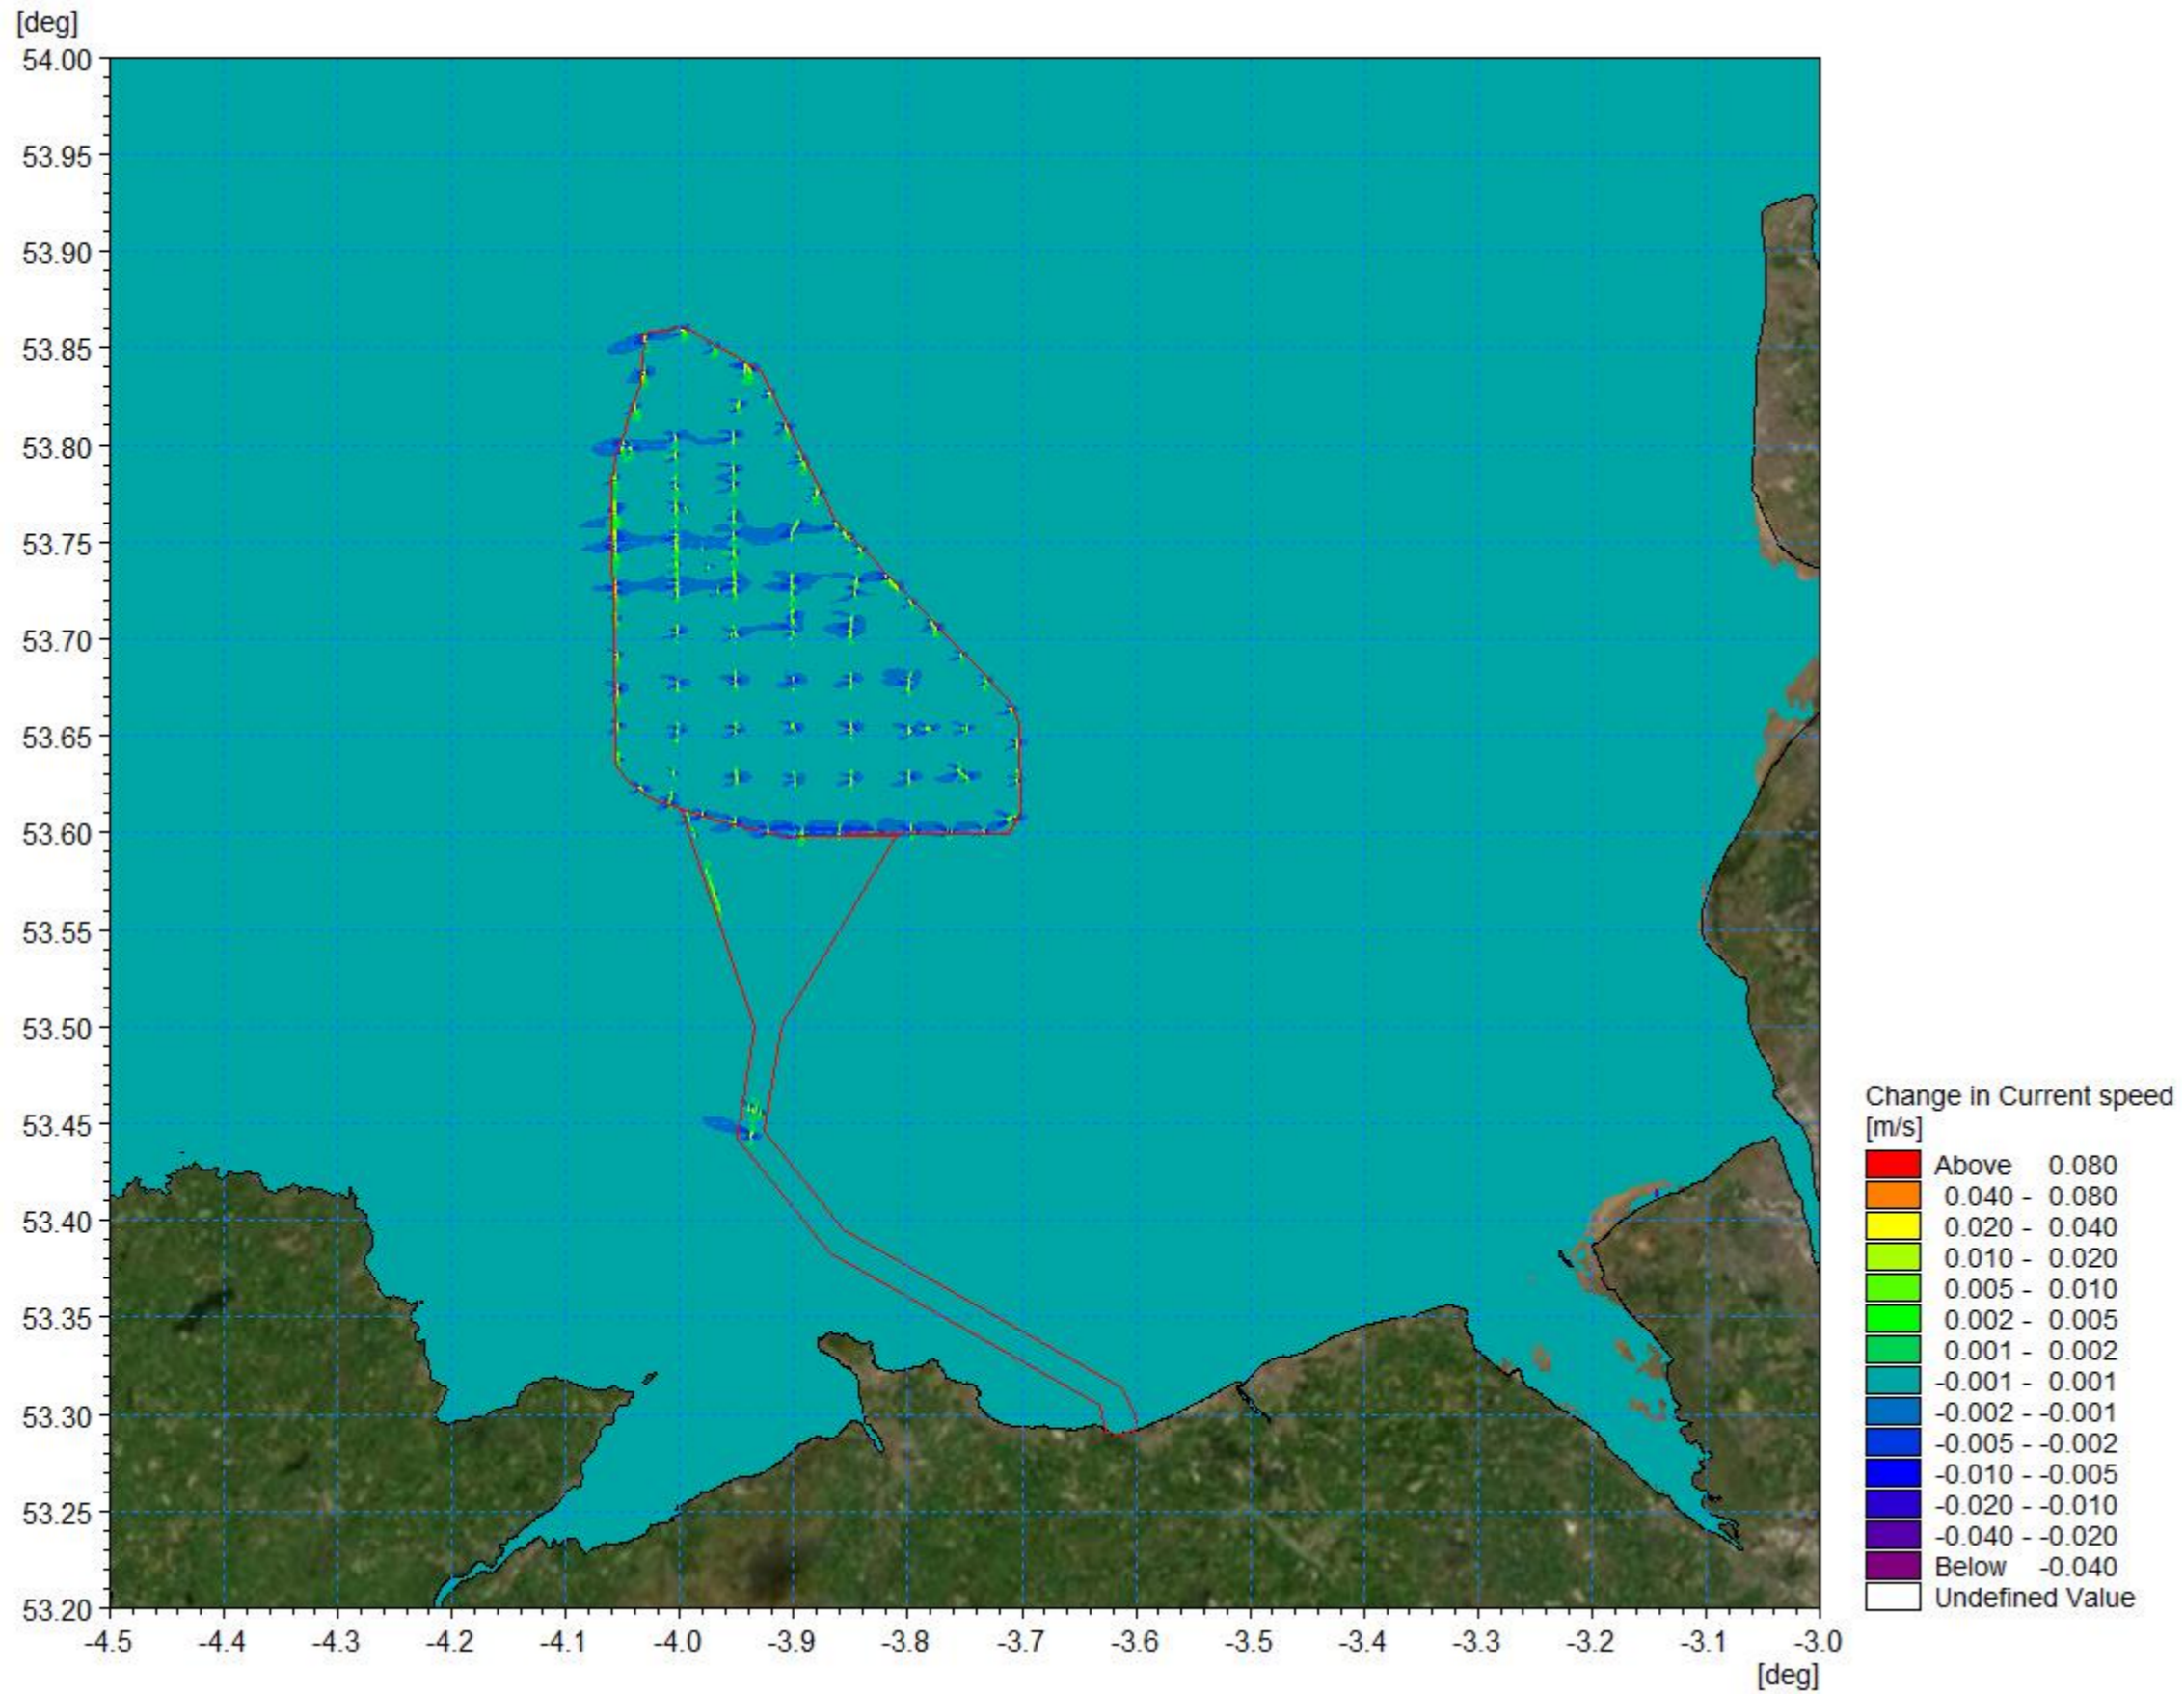 [deg]
54.00
53.95
53.90
53.85
53.80
53.75
53.70
53.65
53.60
53.55
53.50
53.45
53.40
53.35
53.30
53.25
53.20
-4.5 -4.4 -4.3 -4.2 -4.1 -4.0 -3.9 -3.8 -3.7 -3.6 -3.5 -3.4 -3.3 -3.2 -3.1 -3.0
[deg]
Change in Current speed
[m/s]
Above 0.080
0.040 - 0.080
0.020 - 0.040
0.010 - 0.020
0.005 - 0.010
0.002 - 0.005
0.001 - 0.002
-0.001 - 0.001
-0.002 - -0.001
-0.005 - -0.002
-0.010 - -0.005
-0.020 - -0.010
-0.040 - -0.020
Below -0.040
Undefined Value